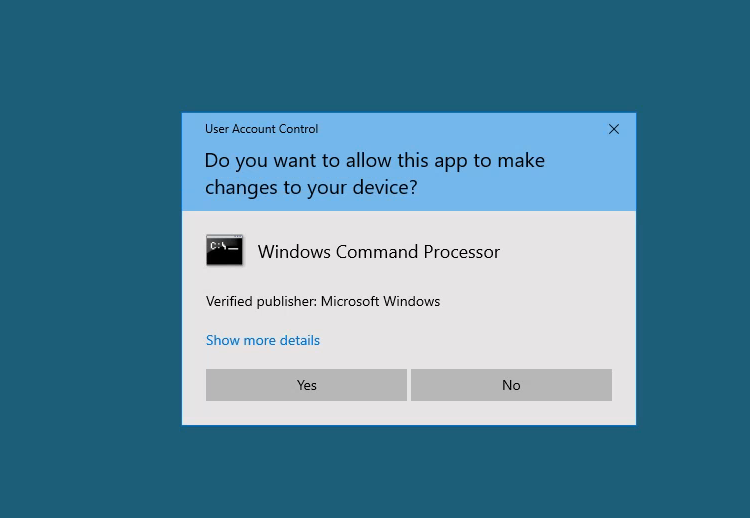 User Account Control
Do you want to allow this app to make
changes to your device?
C:\_
Windows Command Processor
Verified publisher: Microsoft Windows
Show more details
Yes
No